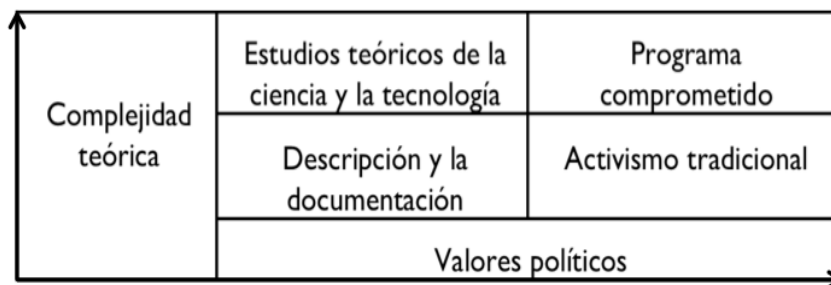 Complejidad
teórica
Estudios teóricos de la
ciencia y la tecnología
Programa
comprometido
Descripción y la
documentación
Activismo tradicional
Valores políticos